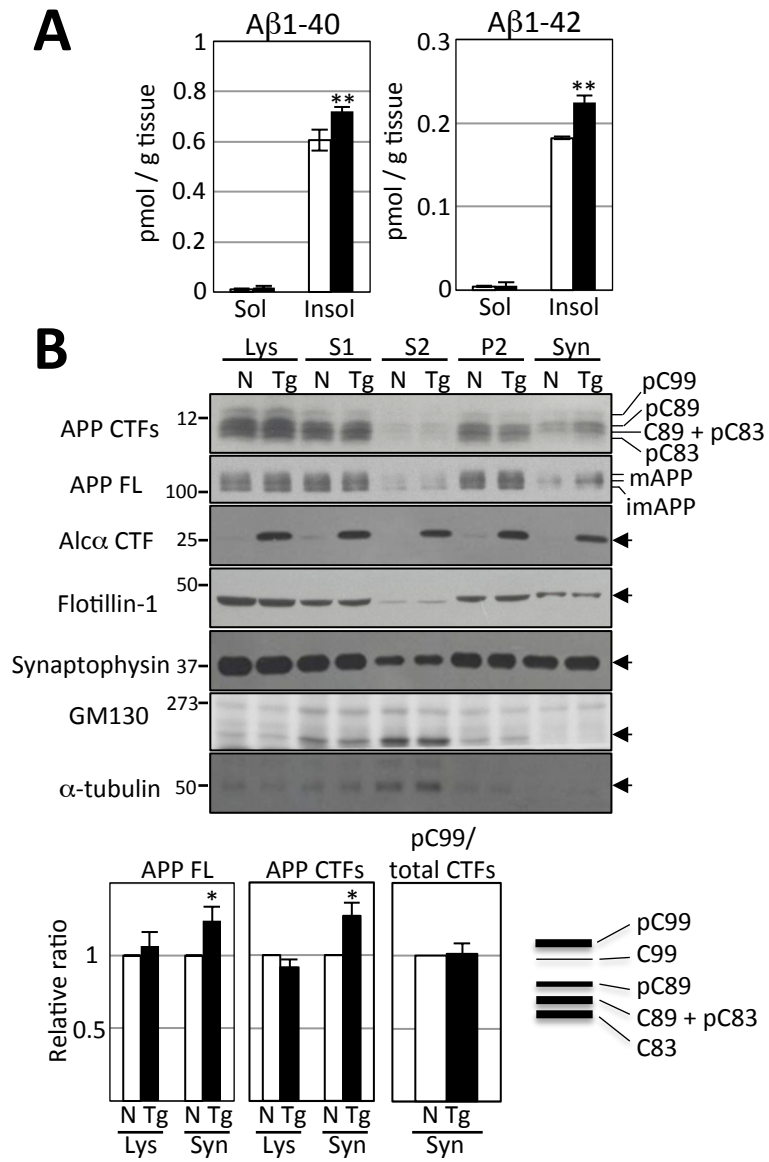 A
Aβ1-40
Aβ1-42
pmol / g tissue
1
0.8
0.6
0.4
0.2
0
**
Sol
Insol
pmol / g tissue
0.3
0.2
0.1
0
**
Sol
Insol
B
Lys S1 S2 P2 Syn
N Tg N Tg N Tg N Tg N Tg
APP CTFs
12
pC99
pC89
C89 + pC83
pC83
APP FL
100
mAPP
imAPP
Alcα CTF
25
Flotillin-1
50
Synaptophysin
37
GM130
273
α-tubulin
50
APP FL
APP CTFs
pC99/
total CTFs
Relative ratio
1
0.5
*
*
N Tg N Tg
Lys Syn
N Tg N Tg
Lys Syn
N Tg
Syn
pC99
C99
pC89
C89 + pC83
C83